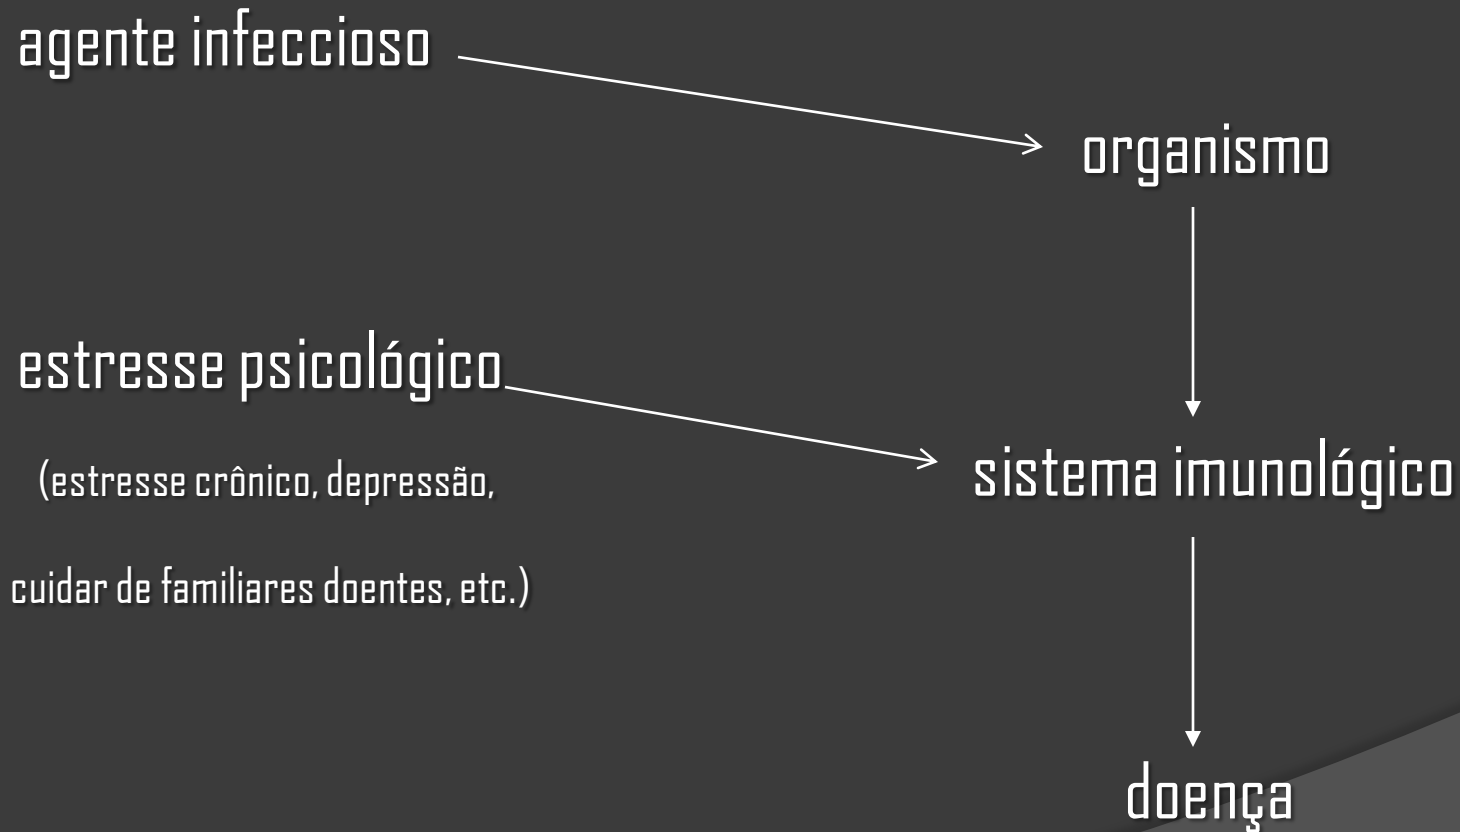 agente infeccioso
organismo
estresse psicológico
sistema imunológico
(estresse crônico, depressão,
cuidar de familiares doentes, etc.)
doença